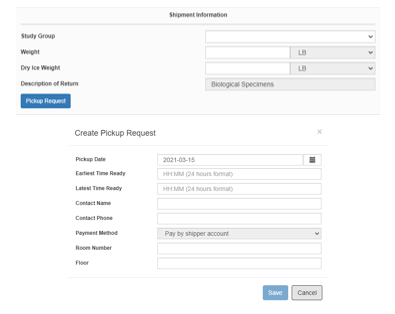 Shipment Information
Study Group
Weight LB
Dry Ice Weight LB
Description of Return Biological Specimens
Pickup Request
Create Pickup Request ×
Pickup Date 2021-03-15
Earliest Time Ready HH:MM (24 hours format)
Latest Time Ready HH:MM (24 hours format)
Contact Name
Contact Phone
Payment Method Pay by shipper account
Room Number
Floor
Save Cancel